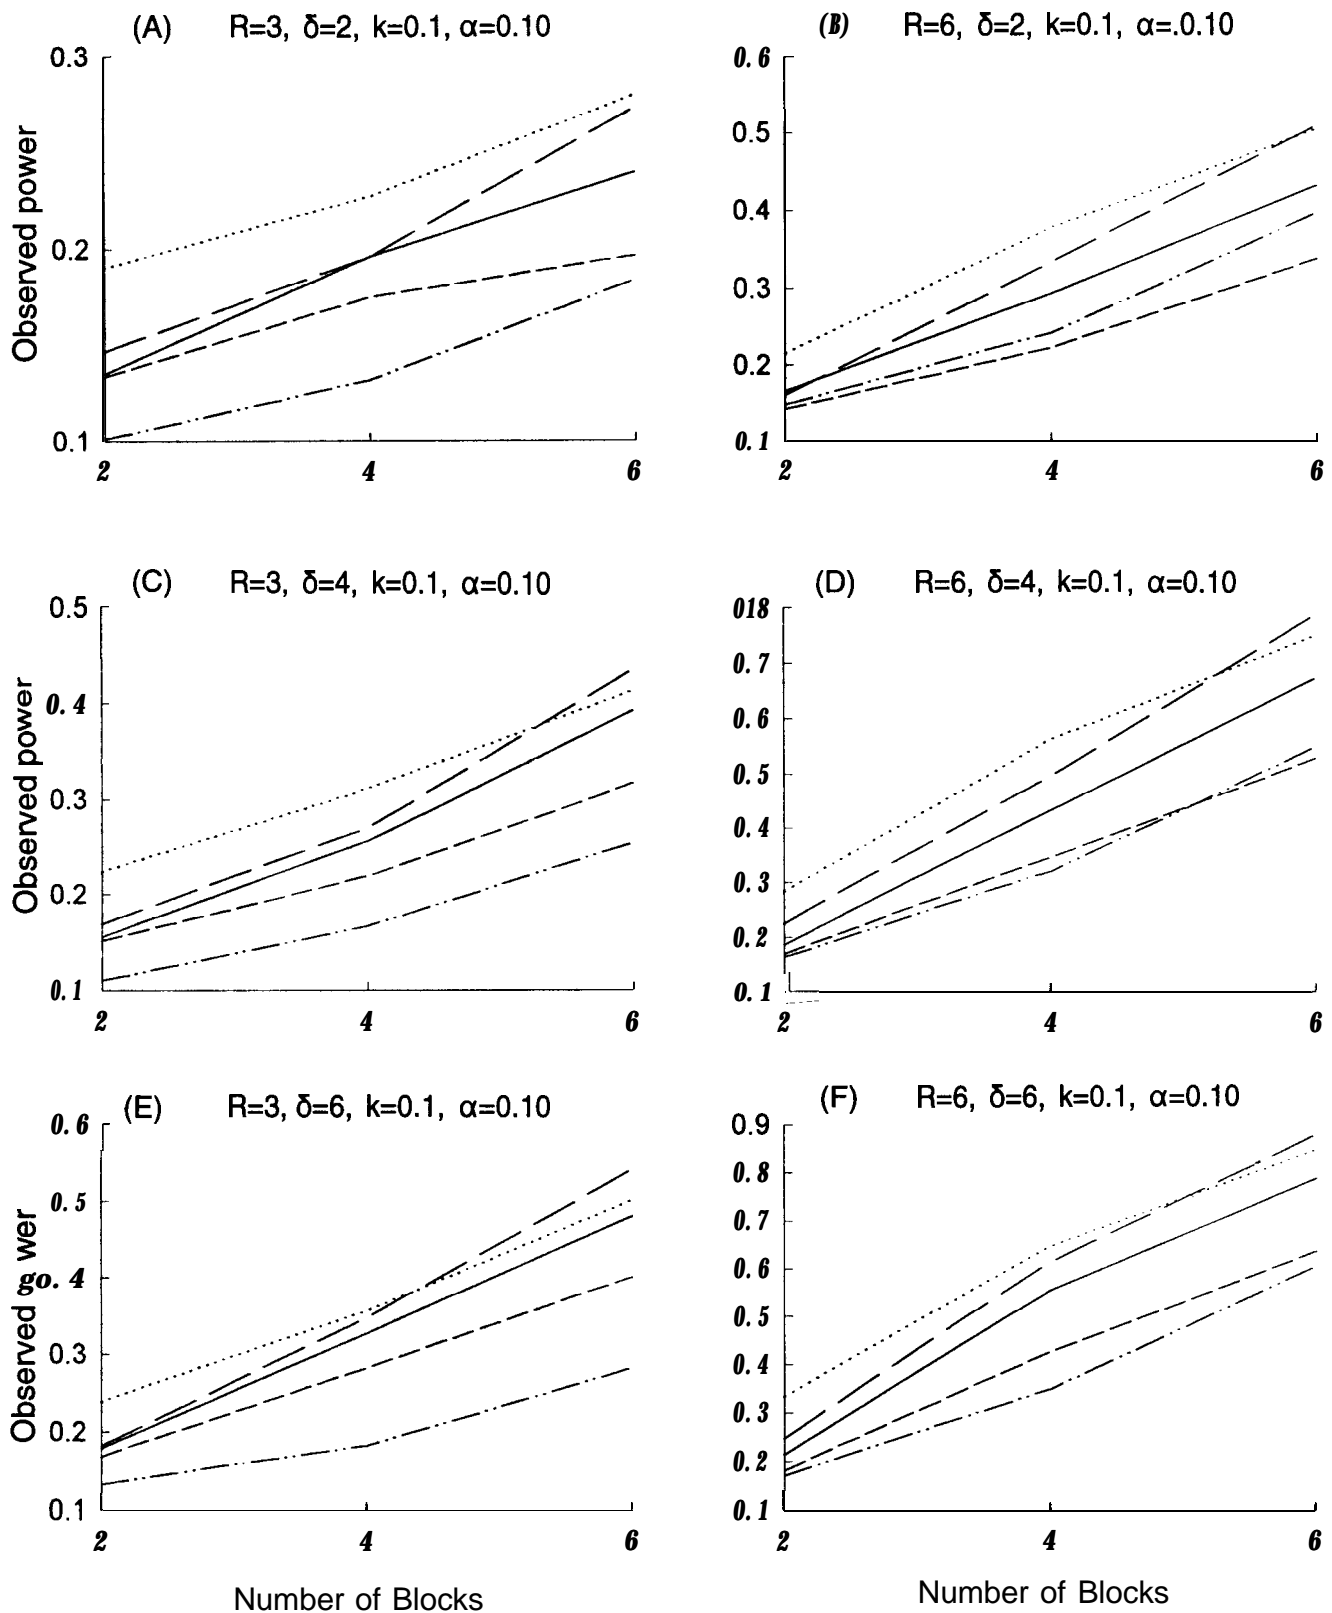 (A) R=3, δ=2, k=0.1, α=0.10
0.3
0.2
0.1
Observed power
2 4 6
(B) R=6, δ=2, k=0.1, α=.0.10
0.6
0.5
0.4
0.3
0.2
0.1
2 4 6
(C) R=3, δ=4, k=0.1, α=0.10
0.5
0.4
0.3
0.2
0.1
Observed power
2 4 6
(D) R=6, δ=4, k=0.1, α=0.10
018
0.7
0.6
0.5
0.4
0.3
0.2
0.1
2 4 6
(E) R=3, δ=6, k=0.1, α=0.10
0.6
0.5
go. 4
0.3
0.2
0.1
Observed wer
2 4 6
Number of Blocks
(F) R=6, δ=6, k=0.1, α=0.10
0.9
0.8
0.7
0.6
0.5
0.4
0.3
0.2
0.1
2 4 6
Number of Blocks